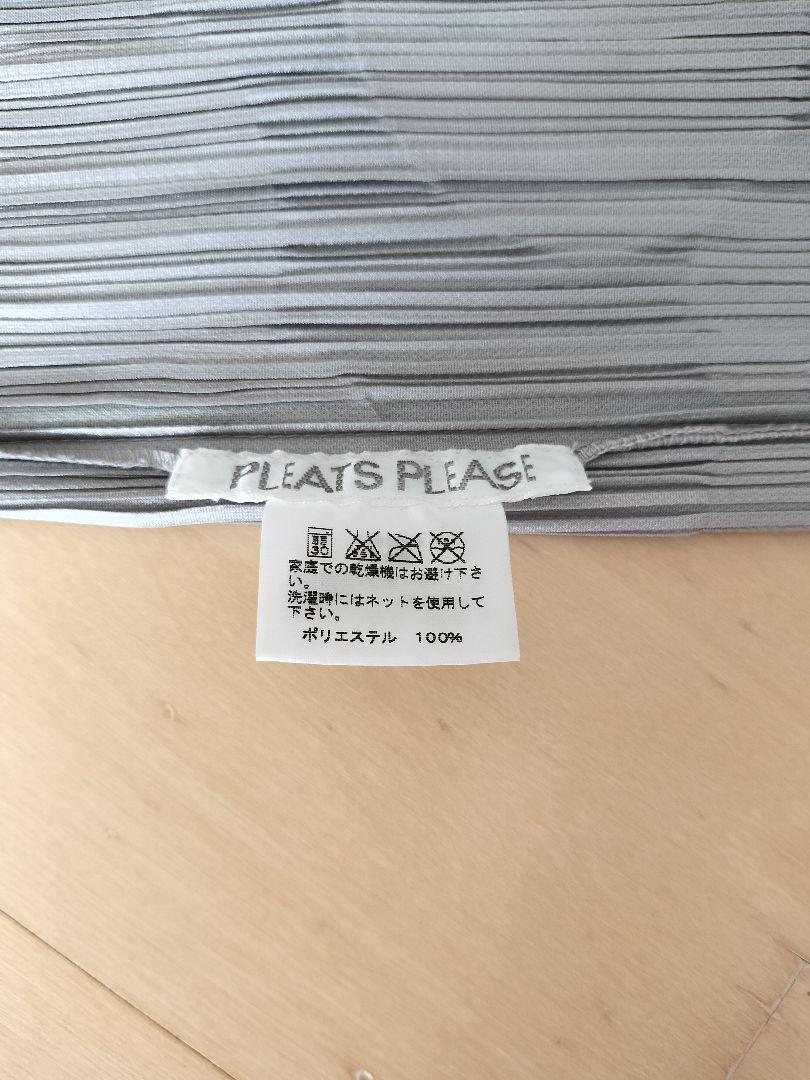 PLEATS PLEASE
30
家庭での乾燥機はお避け下さ
い。
洗濯時にはネットを使用して
下さい。
ポリエステル 100%